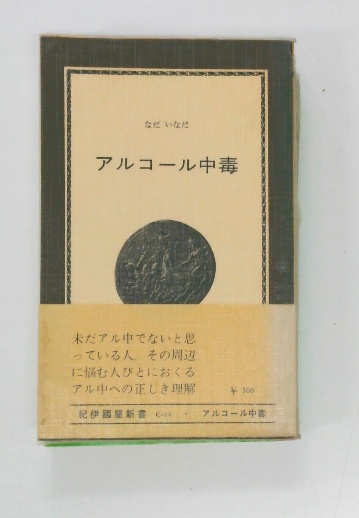 なだ いなだ
アルコール中毒
未だアル中でないと思
っている人、その周辺
に悩む人びとにおくる
アル中への正しき理解
¥ 300
紀伊國屋新書 アルコール中毒